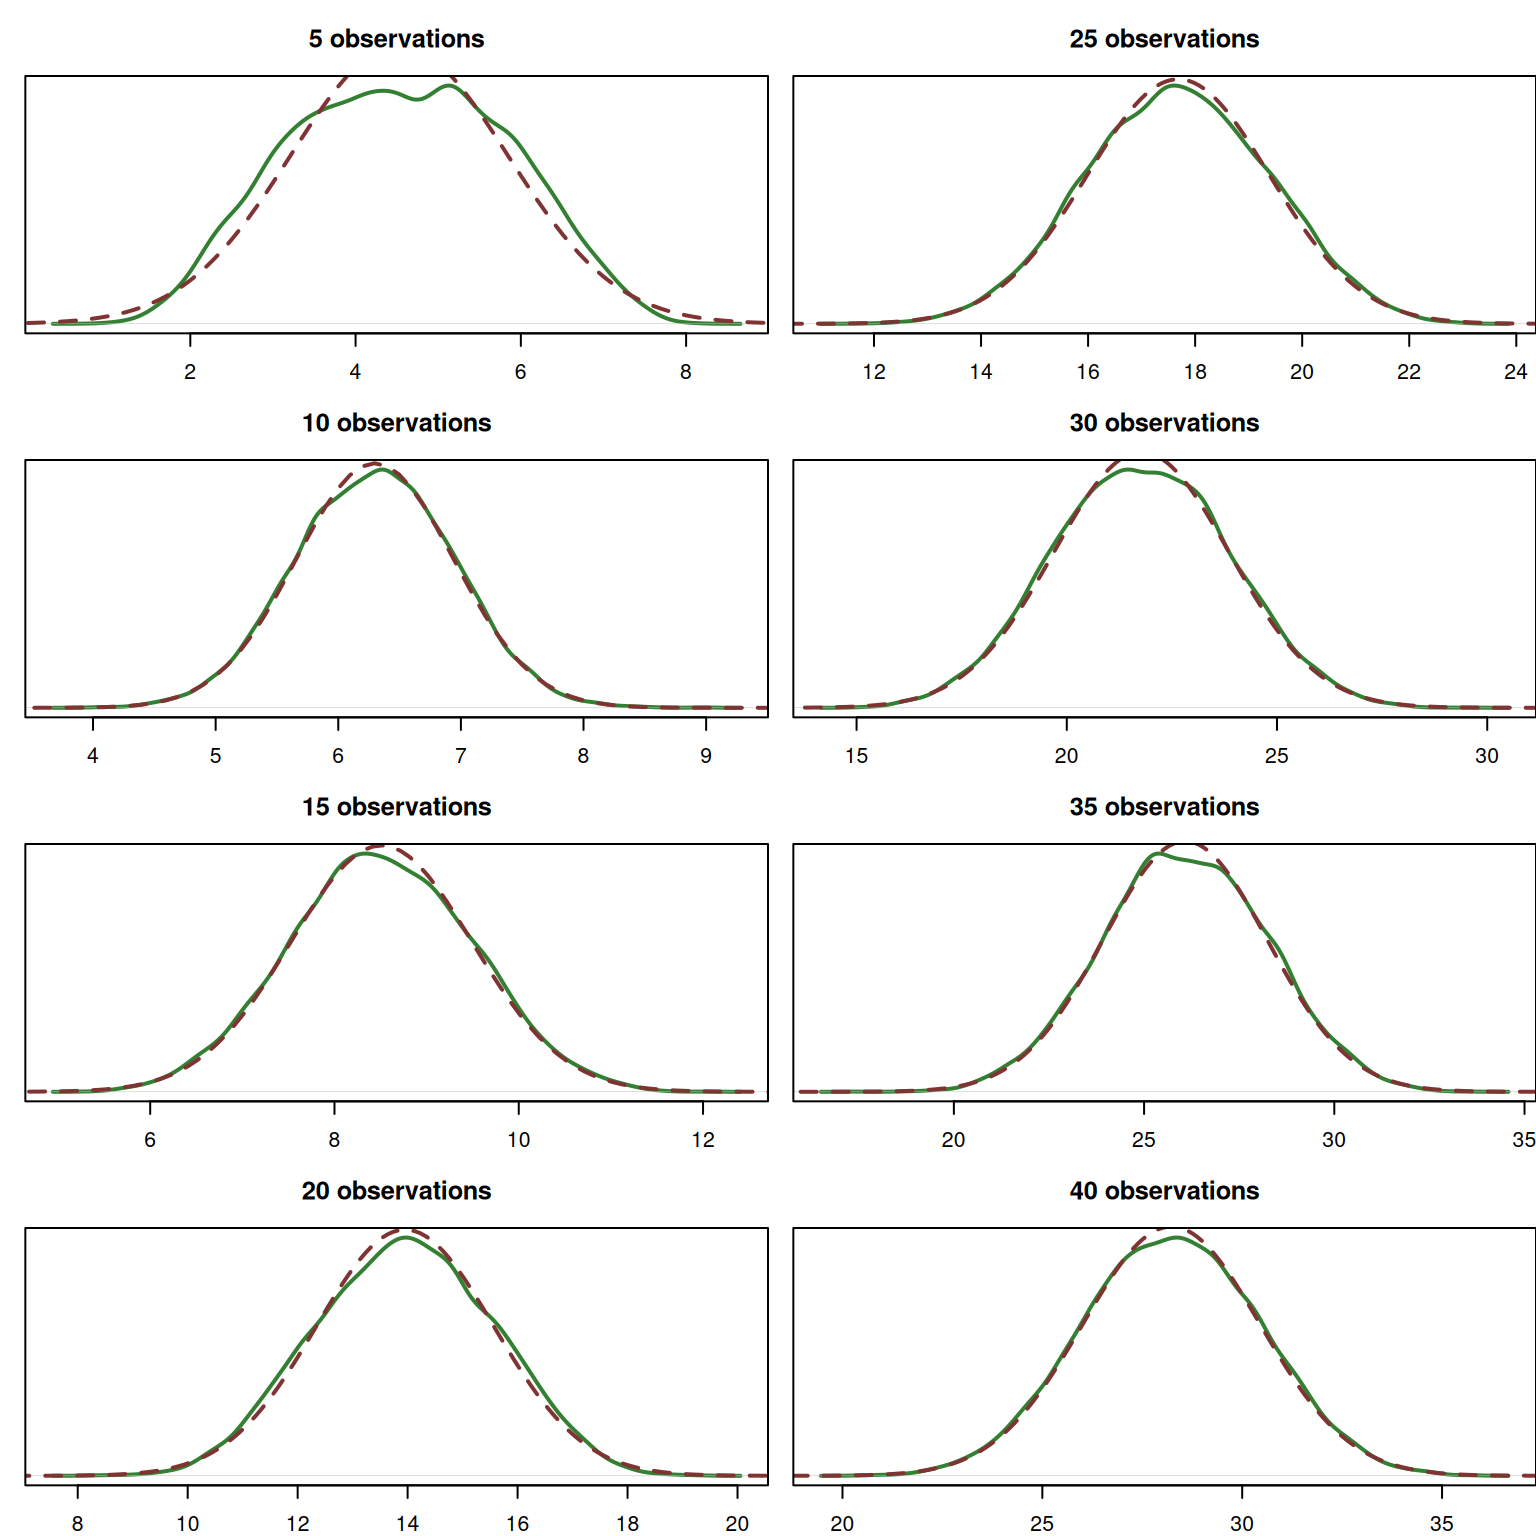 5 observations
2 4 6 8
25 observations
12 14 16 18 20 22 24
10 observations
4 5 6 7 8 9
30 observations
15 20 25 30
15 observations
6 8 10 12
35 observations
20 25 30 35
20 observations
8 10 12 14 16 18 20
40 observations
20 25 30 35